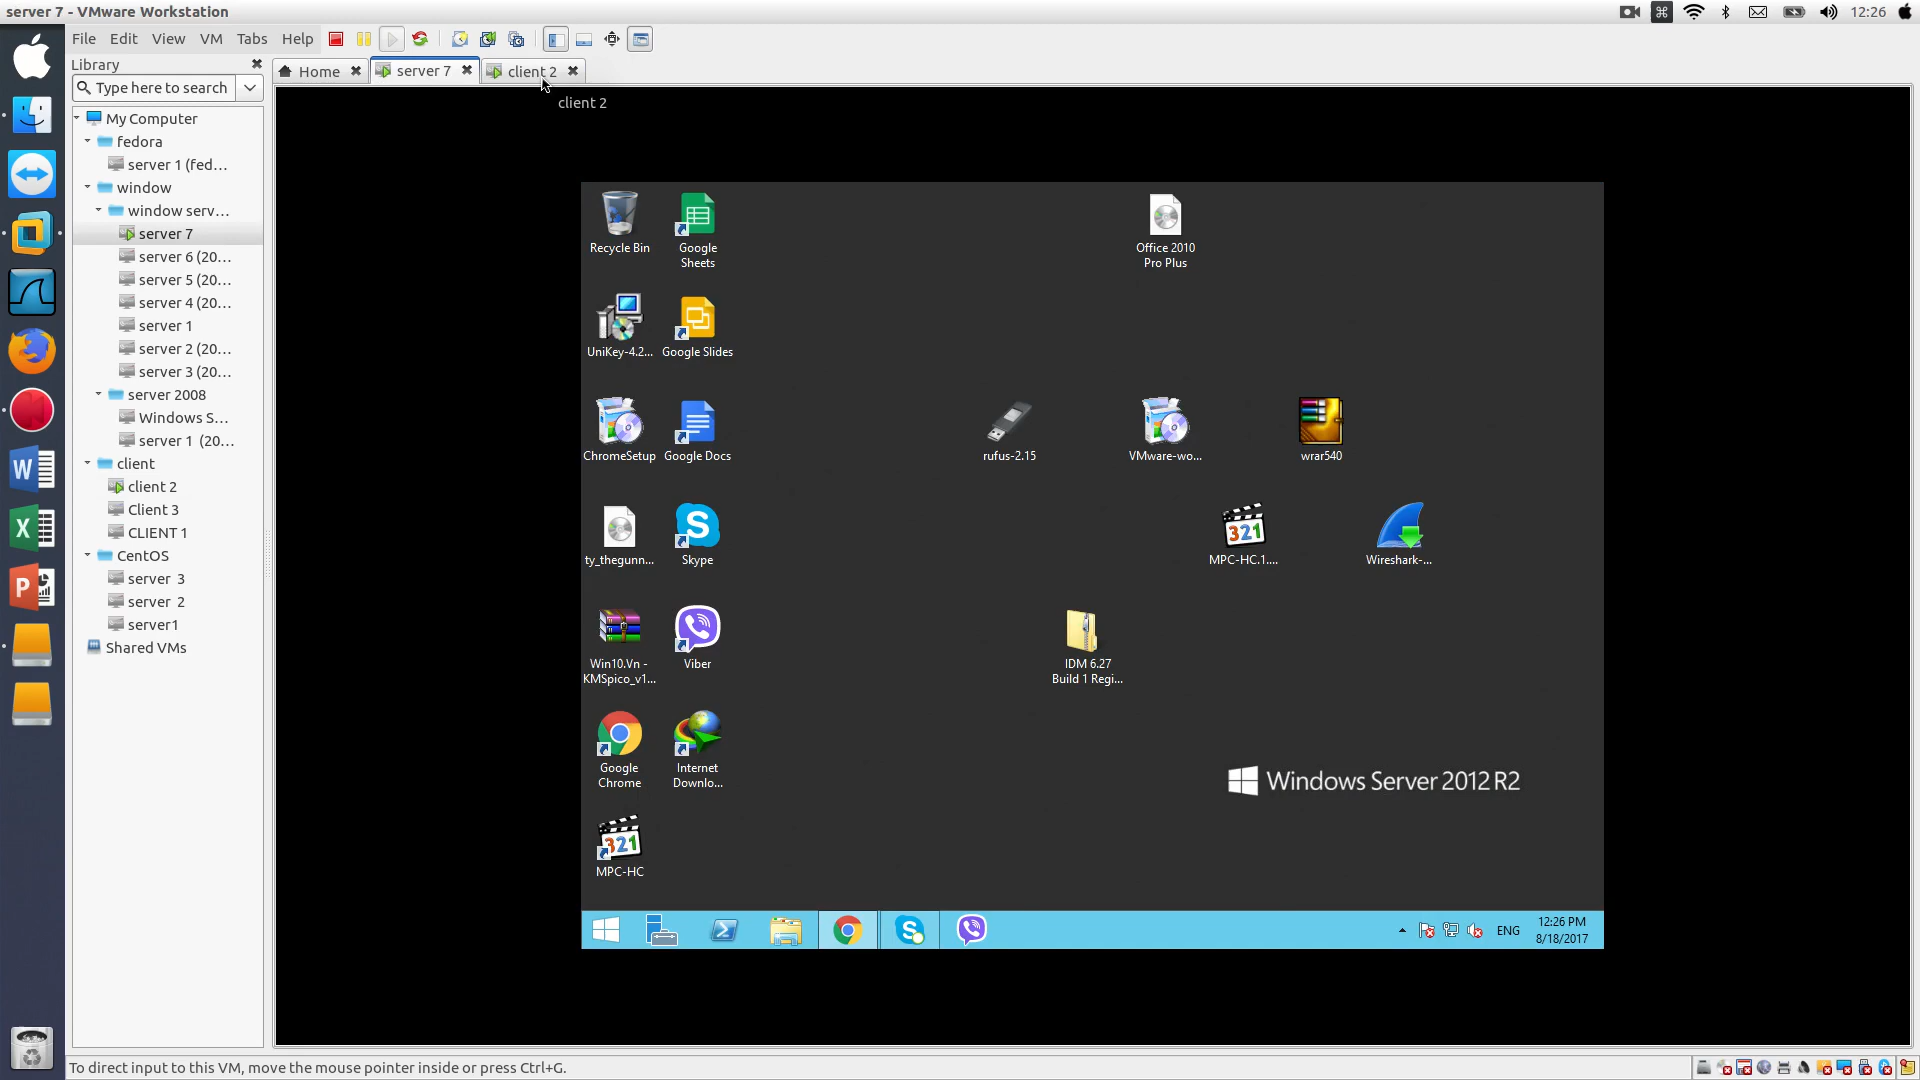 server 7 - VMware Workstation
12:26
File Edit View VM Tabs Help
Library
Home
server 7
client 2
Type here to search
client 2
My Computer
fedora
server 1 (fed...
window
window serv...
server 7
server 6 (20...
server 5 (20...
server 4 (20...
server 1
server 2 (20...
server 3 (20...
server 2008
Windows S...
server 1 (20...
client
client 2
Client 3
CLIENT 1
CentOS
server 3
server 2
server1
Shared VMs
Recycle Bin
Google
Sheets
Office 2010
Pro Plus
UniKey-4.2...
Google Slides
ChromeSetup
Google Docs
rufus-2.15
VMware-wo...
wrar540
ty_thegunn...
Skype
MPC-HC.1....
Wireshark-...
Win10.Vn -
KMSpico_v1...
Viber
IDM 6.27
Build 1 Regi...
Google
Chrome
Internet
Downlo...
Windows Server 2012 R2
MPC-HC
ENG
12:26 PM
8/18/2017
To direct input to this VM, move the mouse pointer inside or press Ctrl+G.